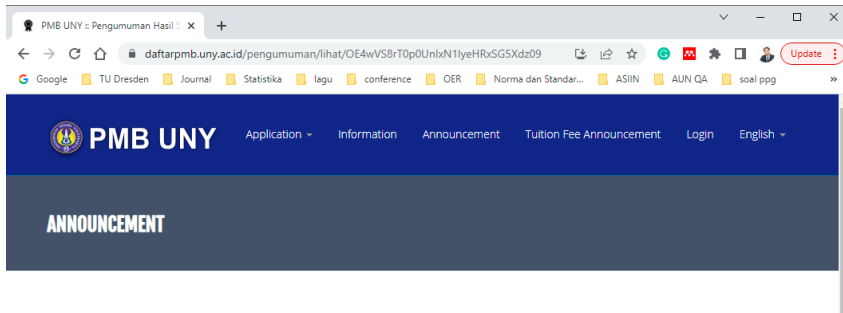 PMB UNY :: Pengumuman Hasil S
daftarpmb.uny.ac.id/pengumuman/lihat/OE4wVS8rT0p0UnlxN1lyeHRxSG5Xdz09
Update
Google TU Dresden Journal Statistika lagu conference OER Norma dan Standar... ASIIN AUN QA soal ppg »
PMB UNY Application Information Announcement Tuition Fee Announcement Login English
ANNOUNCEMENT